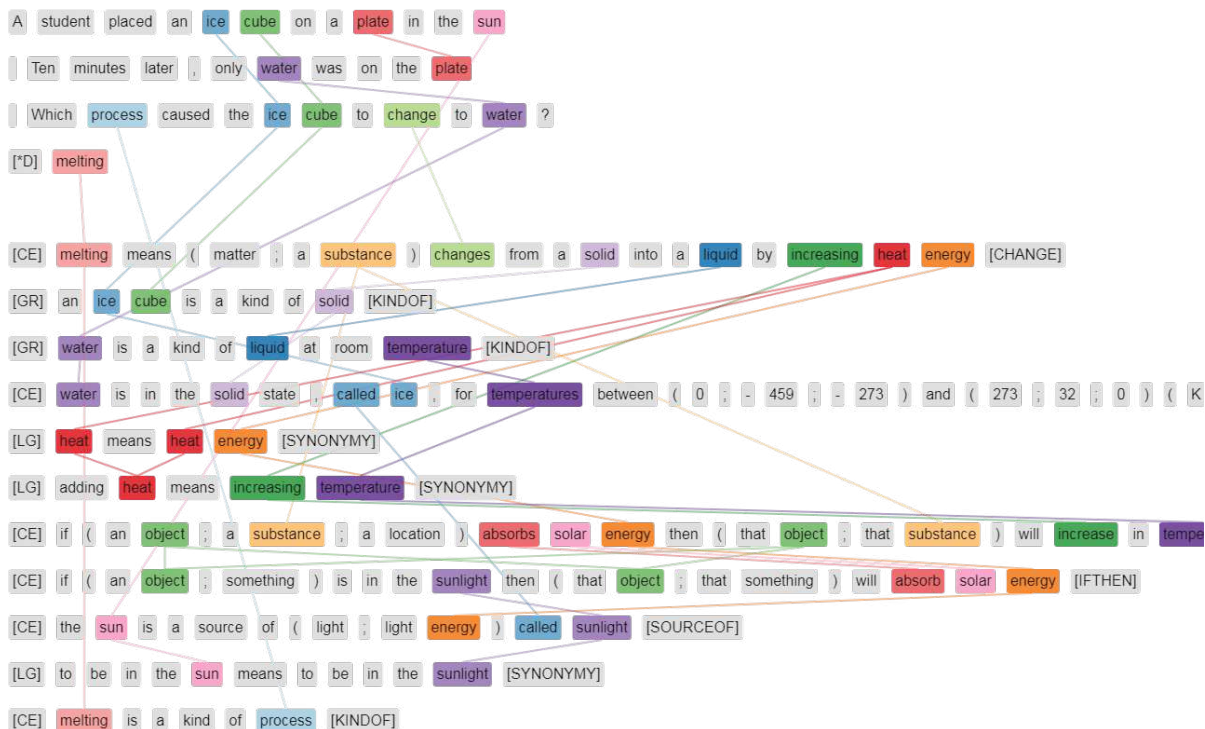 A student placed an ice cube on a plate in the sun
Ten minutes later , only water was on the plate
Which process caused the ice cube to change to water ?
[*D] melting
[CE] melting means ( matter ; a substance ) changes from a solid into a liquid by increasing heat energy [CHANGE]
[GR] an ice cube is a kind of solid [KINDOF]
[GR] water is a kind of liquid at room temperature [KINDOF]
[CE] water is in the solid state , called ice , for temperatures between ( 0 ; - 459 ; - 273 ) and ( 273 ; 32 ; 0 ) ( K
[LG] heat means heat energy [SYNONYMY]
[LG] adding heat means increasing temperature [SYNONYMY]
[CE] if ( an object ; a substance ; a location ) absorbs solar energy then ( that object ; that substance ) will increase in tempe
[CE] if ( an object ; something ) is in the sunlight then ( that object ; that something ) will absorb solar energy [IFTHEN]
[CE] the sun is a source of ( light ; light energy ) called sunlight [SOURCEOF]
[LG] to be in the sun means to be in the sunlight [SYNONYMY]
[CE] melting is a kind of process [KINDOF]